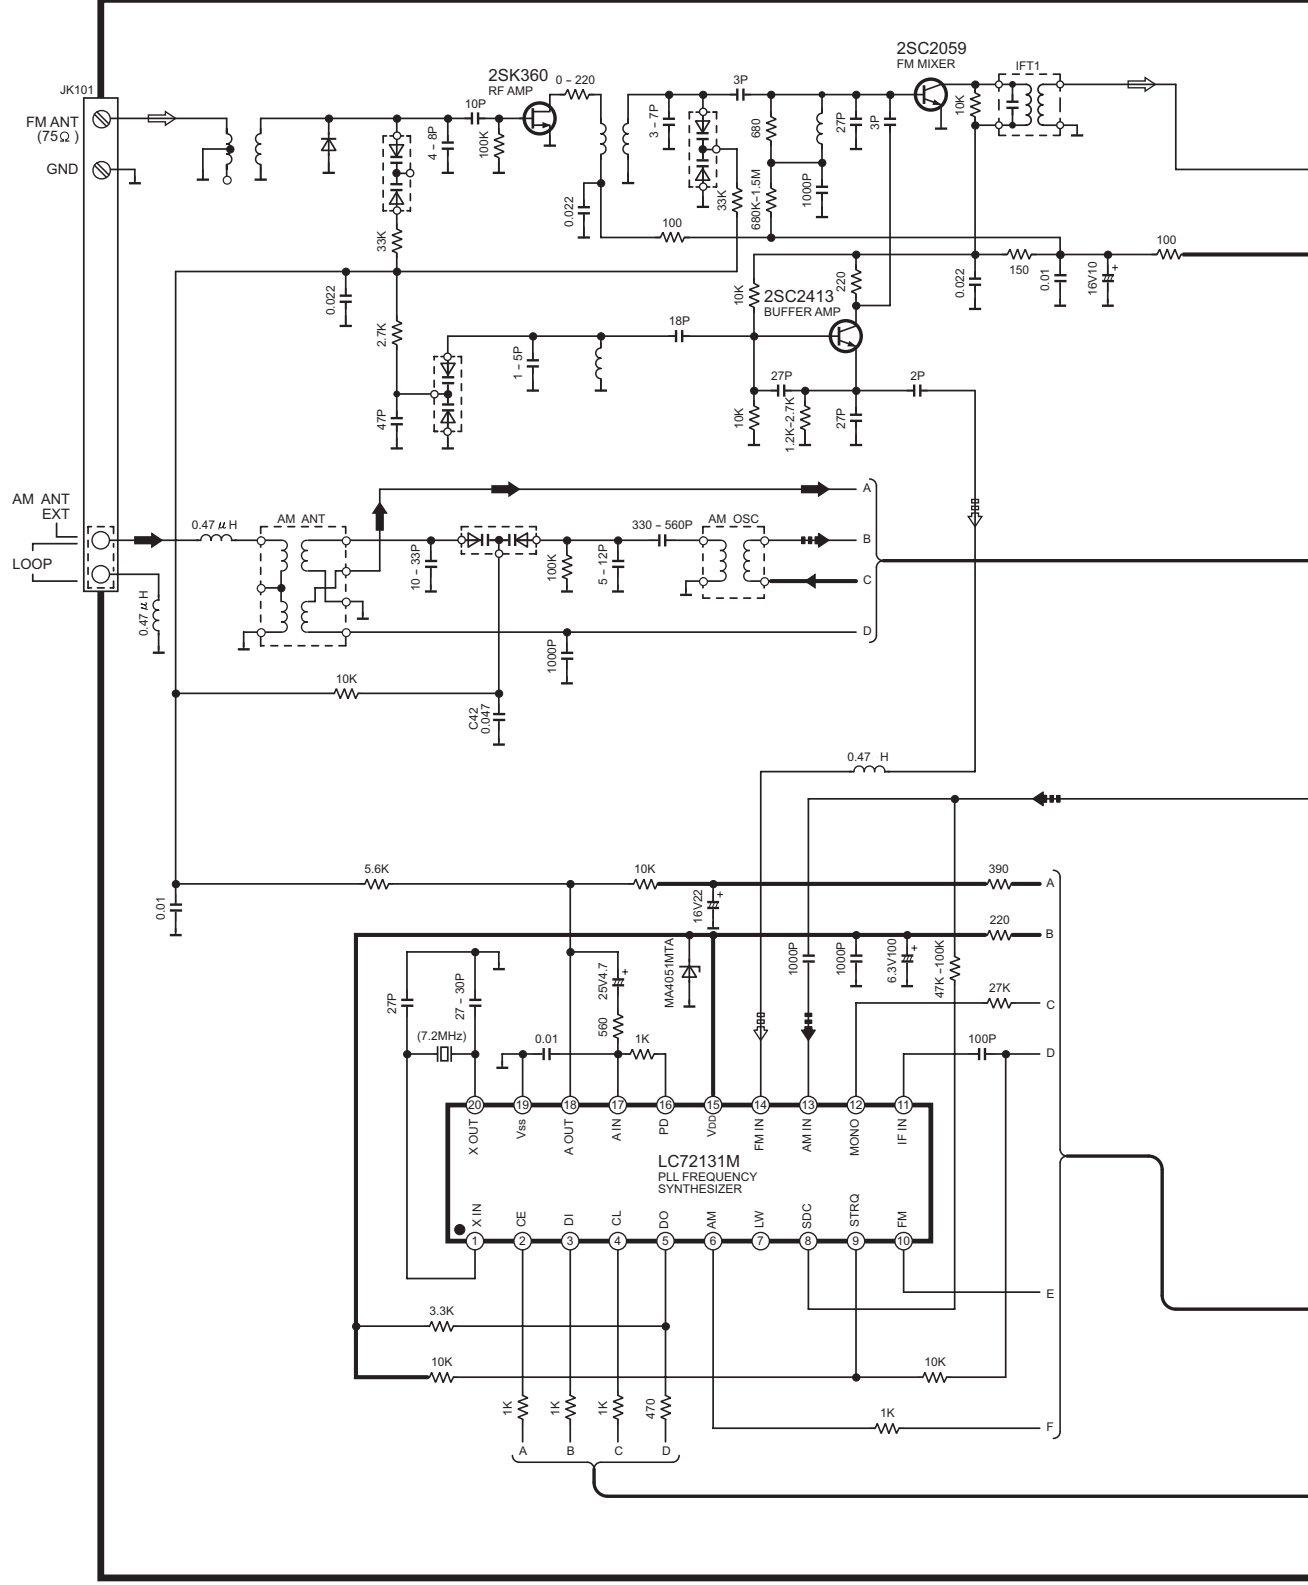 2SC2059
FM MIXER
IFT1
2SK360
RF AMP
0 – 220
3P
JK101
10P
FM ANT
(75Ω )
GND
4 – 8P
100K
3 – 7P
680
27P
3P
10K
33K
0.022
33K
680K–1.5M
1000P
100
100
150
0.022
0.01
16V10
+
0.022
10K
2SC2413
BUFFER AMP
220
2.7K
18P
1 – 5P
27P
2P
47P
10K
1.2K–2.7K
27P
A
AM ANT
EXT
LOOP
0.47 μ H
AM ANT
330 – 560P
AM OSC
B
10 – 33P
100K
5 – 12P
C
0.47 μ H
D
1000P
10K
C42
0.047
0.47 H
5.6K
10K
390
A
0.01
16V22
+
220
B
MA4051MTA
1000P
1000P
6.3V100
+
47K –100K
27P
27 – 30P
25V4.7
+
27K
C
(7.2MHz)
0.01
560
1K
100P
D
20
19
18
17
16
15
14
13
12
11
X OUT
Vss
A OUT
A IN
PD
VDD
FM IN
AM IN
MONO
IF IN
LC72131M
PLL FREQUENCY
SYNTHESIZER
X IN
CE
DI
CL
DO
AM
LW
SDC
STRQ
FM
1
2
3
4
5
6
7
8
9
10
E
3.3K
10K
10K
1K
1K
1K
470
1K
F
A
B
C
D